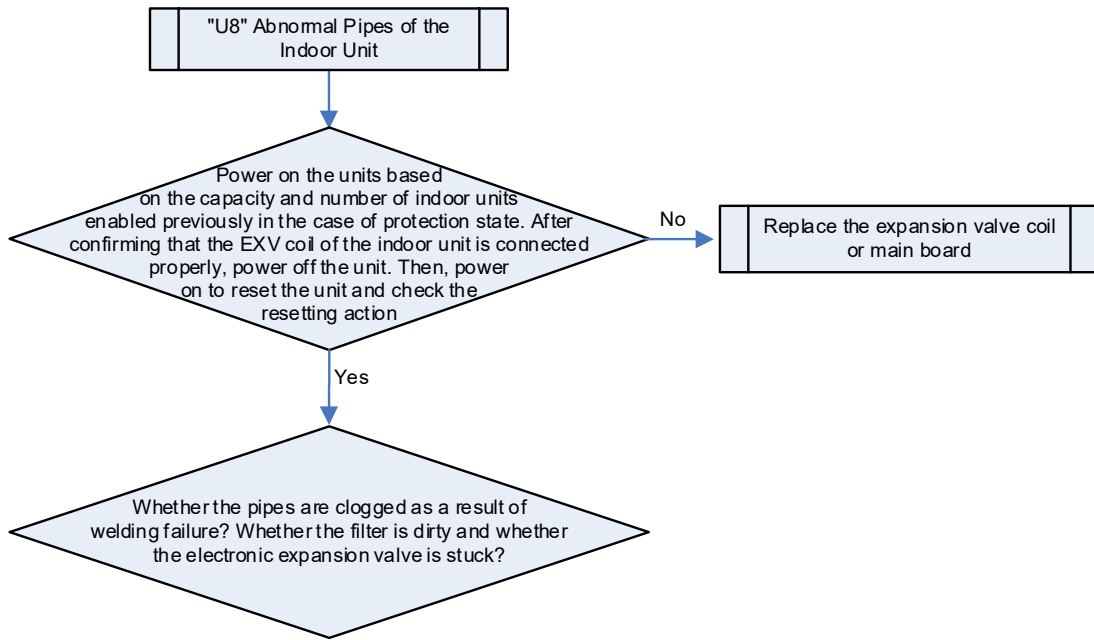 "U8" Abnormal Pipes of the
Indoor Unit
Power on the units based
on the capacity and number of indoor units
enabled previously in the case of protection state. After
confirming that the EXV coil of the indoor unit is connected
properly, power off the unit. Then, power
on to reset the unit and check the
resetting action
No
Replace the expansion valve coil
or main board
Yes
Whether the pipes are clogged as a result of
welding failure? Whether the filter is dirty and whether
the electronic expansion valve is stuck?